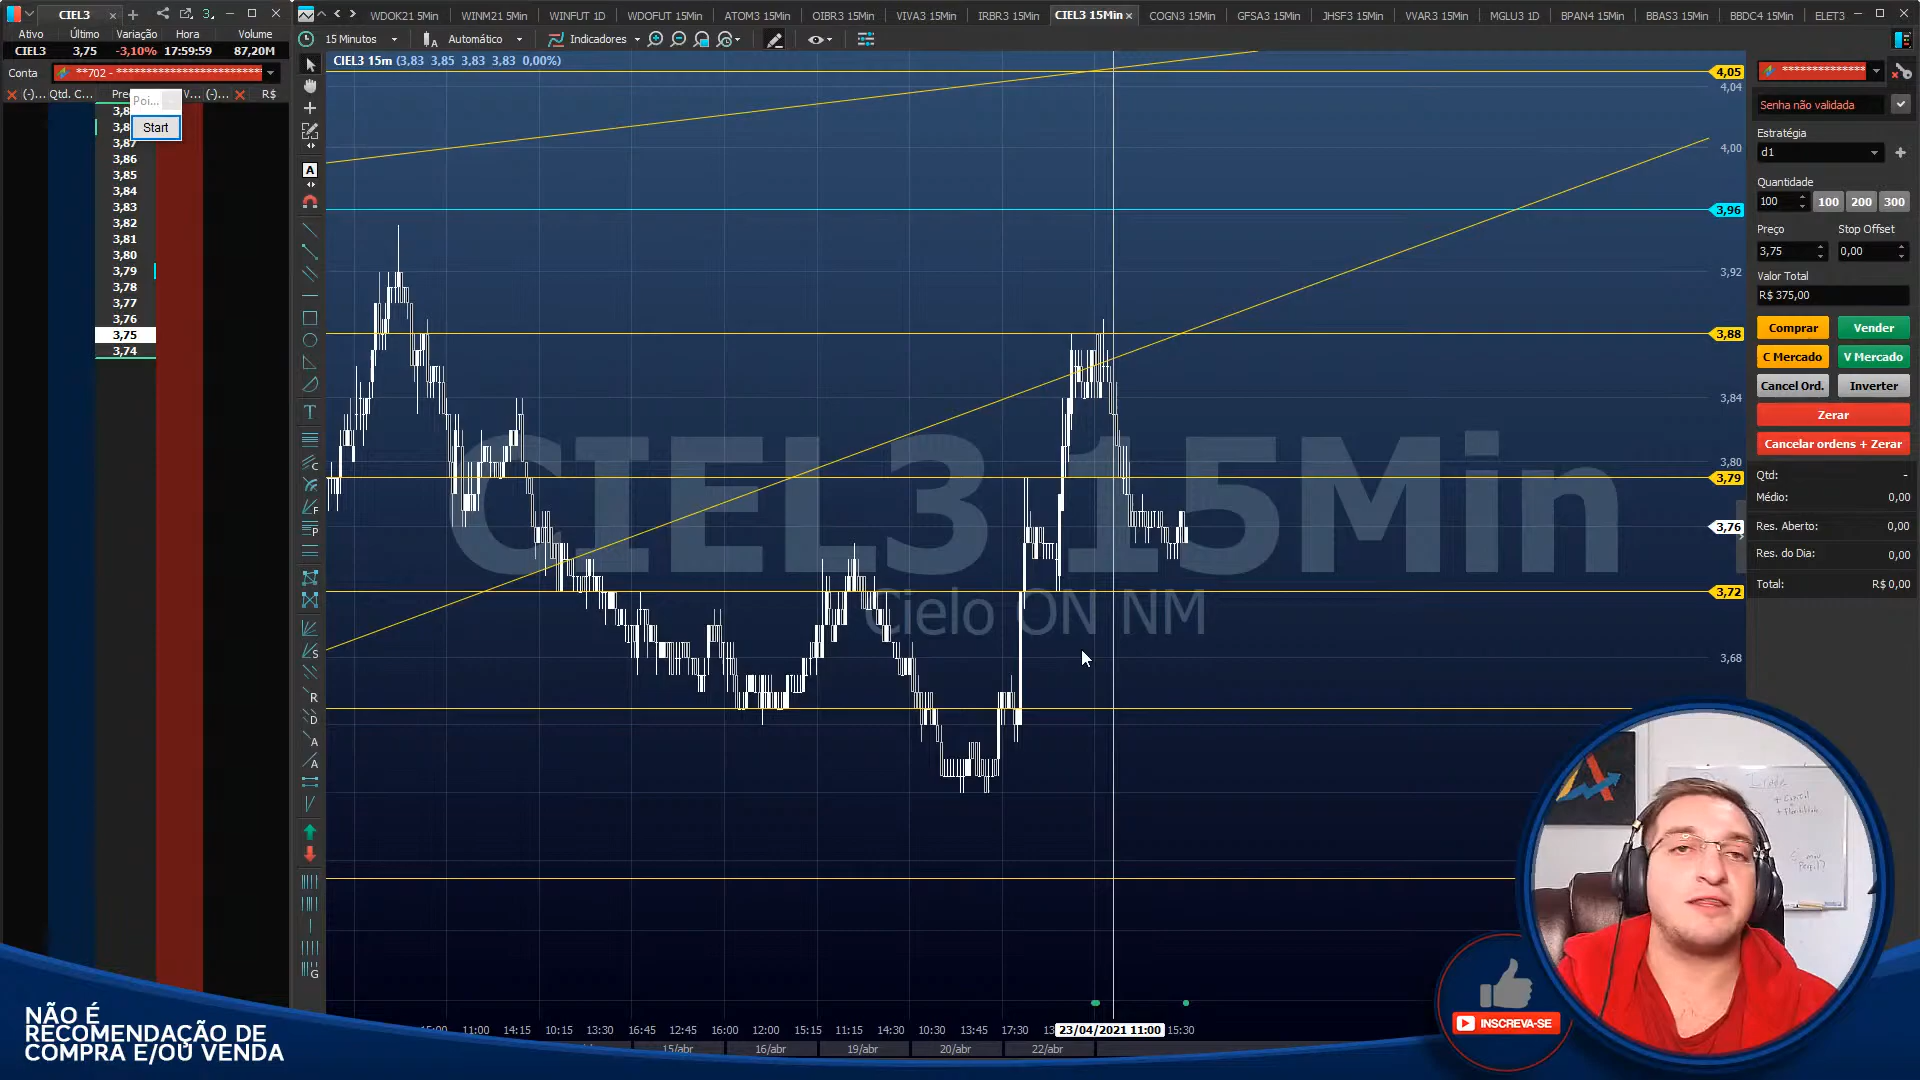 CIEL3
3
WDOK21 5Min
WINM21 5Min
WINFUT 1D
WDOFUT 15Min
ATOM3 15Min
OIBR3 15Min
VIVA3 15Min
IRBR3 15Min
CIEL3 15Min
COGN3 15Min
GFSA3 15Min
JHSF3 15Min
VVAR3 15Min
MGLU3 1D
BPAN4 15Min
BBAS3 15Min
BBDC4 15Min
ELET3
Ativo Último Variação Hora Volume
CIEL3 3,75 -3,10% 17:59:59 87,20M
Conta **702 - **************************
(-)... Qtd. C... Pre
V... (-)... R$
Poi...
Start
3,87
3,86
3,85
3,84
3,83
3,82
3,81
3,80
3,79
3,78
3,77
3,76
3,75
3,74
15 Minutos
Automático
Indicadores
CIEL3 15m (3,83 3,85 3,83 3,83 0,00%)
CIEL3 15Min
Cielo ON NM
4,05
4,04
4,00
3,96
3,92
3,88
3,84
3,80
3,79
3,76
3,72
3,68
11:00 14:15 10:15 13:30 16:45 12:45 16:00 12:00 15:15 11:15 14:30 10:30 13:45 17:30
23/04/2021 11:00
15:30
15/abr 16/abr 19/abr 20/abr 22/abr
Senha não validada
Estratégia
d1
Quantidade
100 100 200 300
Preço Stop Offset
3,75 0,00
Valor Total
R$ 375,00
Comprar Vender
C Mercado V Mercado
Cancel Ord. Inverter
Zerar
Cancelar ordens + Zerar
Qtd: -
Médio: 0,00
Res. Aberto: 0,00
Res. do Dia: 0,00
Total: R$ 0,00
INSCREVA-SE
NÃO É
RECOMENDAÇÃO DE
COMPRA E/OU VENDA